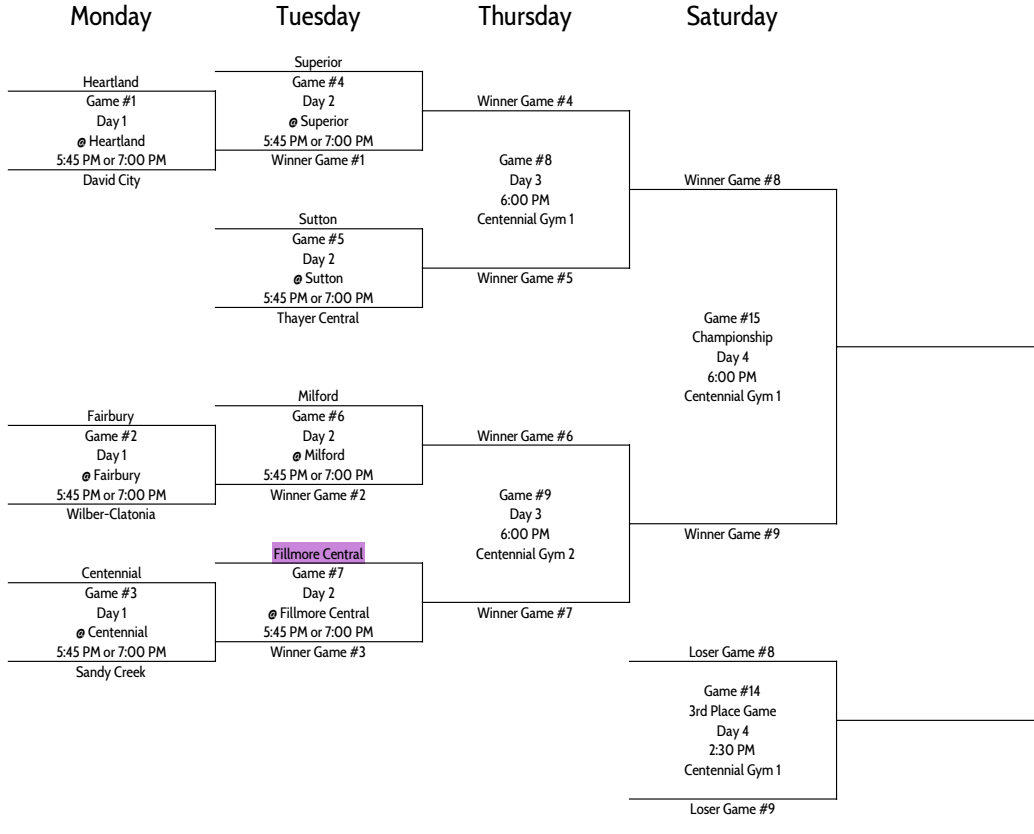 Monday
Tuesday
Thursday
Saturday
Heartland
Game #1
Day 1
@ Heartland
5:45 PM or 7:00 PM
David City
Fairbury
Game #2
Day 1
@ Fairbury
5:45 PM or 7:00 PM
Wilber-Clatonia
Centennial
Game #3
Day 1
@ Centennial
5:45 PM or 7:00 PM
Sandy Creek
Superior
Game #4
Day 2
@ Superior
5:45 PM or 7:00 PM
Winner Game #1
Sutton
Game #5
Day 2
@ Sutton
5:45 PM or 7:00 PM
Thayer Central
Milford
Game #6
Day 2
@ Milford
5:45 PM or 7:00 PM
Winner Game #2
Fillmore Central
Game #7
Day 2
@ Fillmore Central
5:45 PM or 7:00 PM
Winner Game #3
Winner Game #4
Game #8
Day 3
6:00 PM
Centennial Gym 1
Winner Game #5
Winner Game #6
Game #9
Day 3
6:00 PM
Centennial Gym 2
Winner Game #7
Winner Game #8
Game #15
Championship
Day 4
6:00 PM
Centennial Gym 1
Winner Game #9
Loser Game #8
Game #14
3rd Place Game
Day 4
2:30 PM
Centennial Gym 1
Loser Game #9